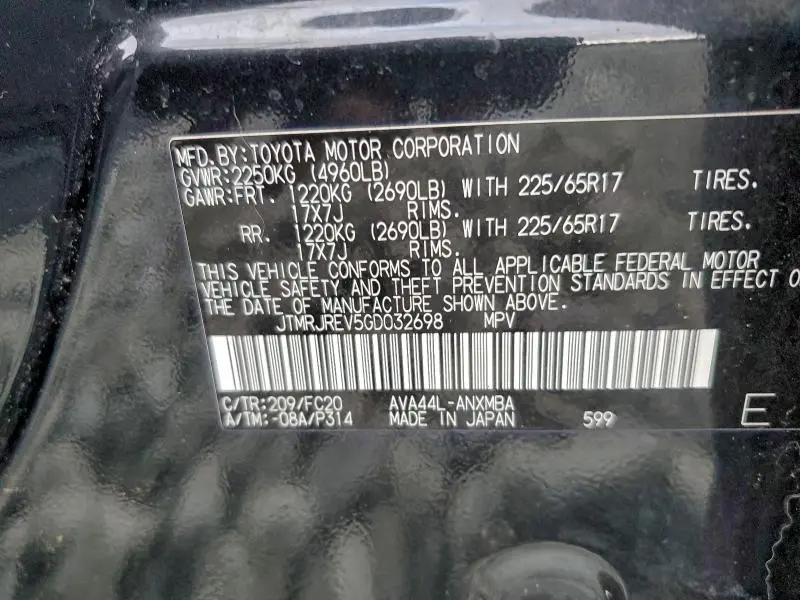 MFD.BY:TOYOTA MOTOR CORPORATION
GVWR:2250KG (4960LB)
GAWR:FRT. 1220KG (2690LB) WITH 225/65R17 TIRES.
17X7J RIMS.
RR. 1220KG (2690LB) WITH 225/65R17 TIRES.
17X7J RIMS.
THIS VEHICLE CONFORMS TO ALL APPLICABLE FEDERAL MOTOR
VEHICLE SAFETY AND THEFT PREVENTION STANDARDS IN EFFECT O
THE DATE OF MANUFACTURE SHOWN ABOVE.
JTMRJREV5GD032698 MPV
C/TR:209/FC20 AVA44L-ANXMBA
A/TM:-08A/P314 MADE IN JAPAN 599 E